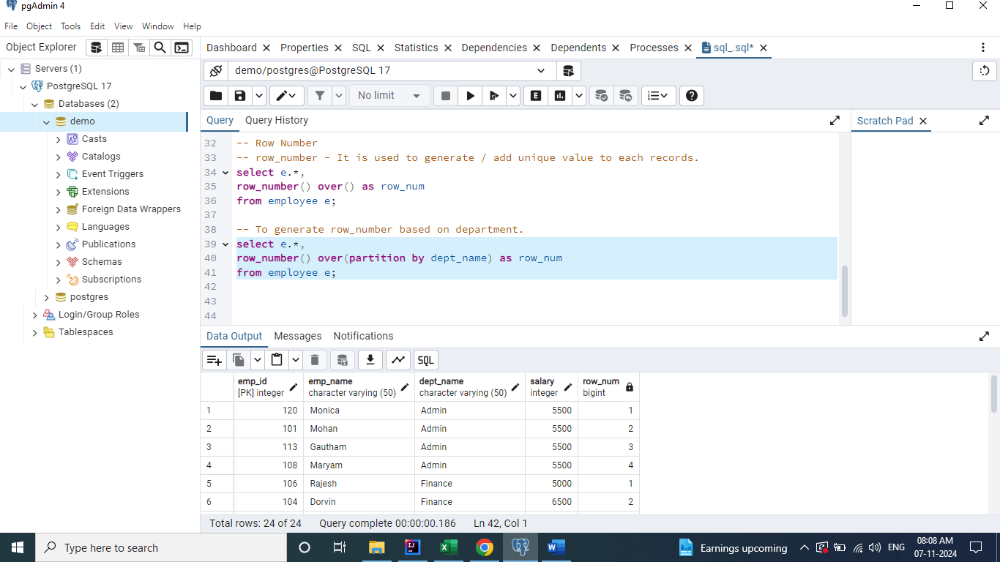 pgAdmin 4
File Object Tools Edit View Window Help
Object Explorer
Dashboard Properties SQL Statistics Dependencies Dependents Processes sql_.sql*
Servers (1)
PostgreSQL 17
Databases (2)
demo
Casts
Catalogs
Event Triggers
Extensions
Foreign Data Wrappers
Languages
Publications
Schemas
Subscriptions
postgres
Login/Group Roles
Tablespaces
demo/postgres@PostgreSQL 17
No limit
E
Query Query History
Scratch Pad
32 -- Row Number
33 -- row_number - It is used to generate / add unique value to each records.
34 select e.*,
35 row_number() over() as row_num
36 from employee e;
37
38 -- To generate row_number based on department.
39 select e.*,
40 row_number() over(partition by dept_name) as row_num
41 from employee e;
42
43
44
Data Output Messages Notifications
SQL
emp_id emp_name dept_name salary row_num
[PK] integer character varying (50) character varying (50) integer bigint
1 120 Monica Admin 5500 1
2 101 Mohan Admin 5500 2
3 113 Gautham Admin 5500 3
4 108 Maryam Admin 5500 4
5 106 Rajesh Finance 5000 1
6 104 Dorvin Finance 6500 2
Total rows: 24 of 24 Query complete 00:00:00.186 Ln 42, Col 1
Type here to search
Earnings upcoming
ENG
08:08 AM
07-11-2024